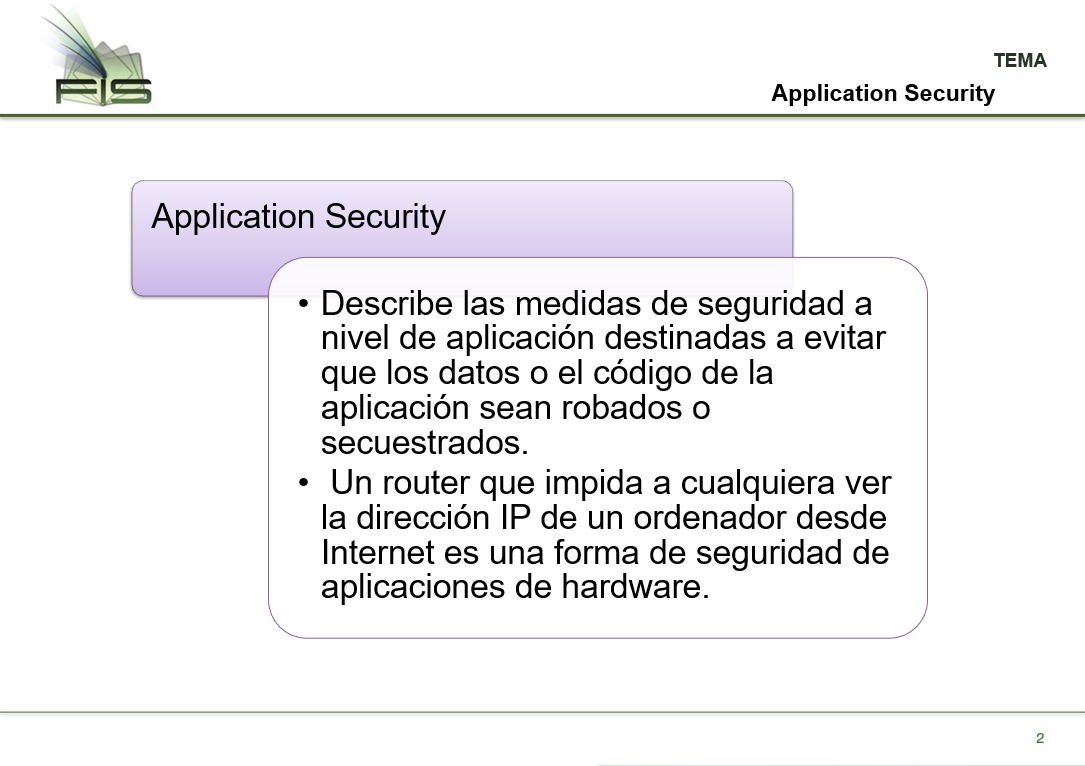 FIS
TEMA
Application Security
Application Security
• Describe las medidas de seguridad a
nivel de aplicación destinadas a evitar
que los datos o el código de la
aplicación sean robados o
secuestrados.
• Un router que impida a cualquiera ver
la dirección IP de un ordenador desde
Internet es una forma de seguridad de
aplicaciones de hardware.
2